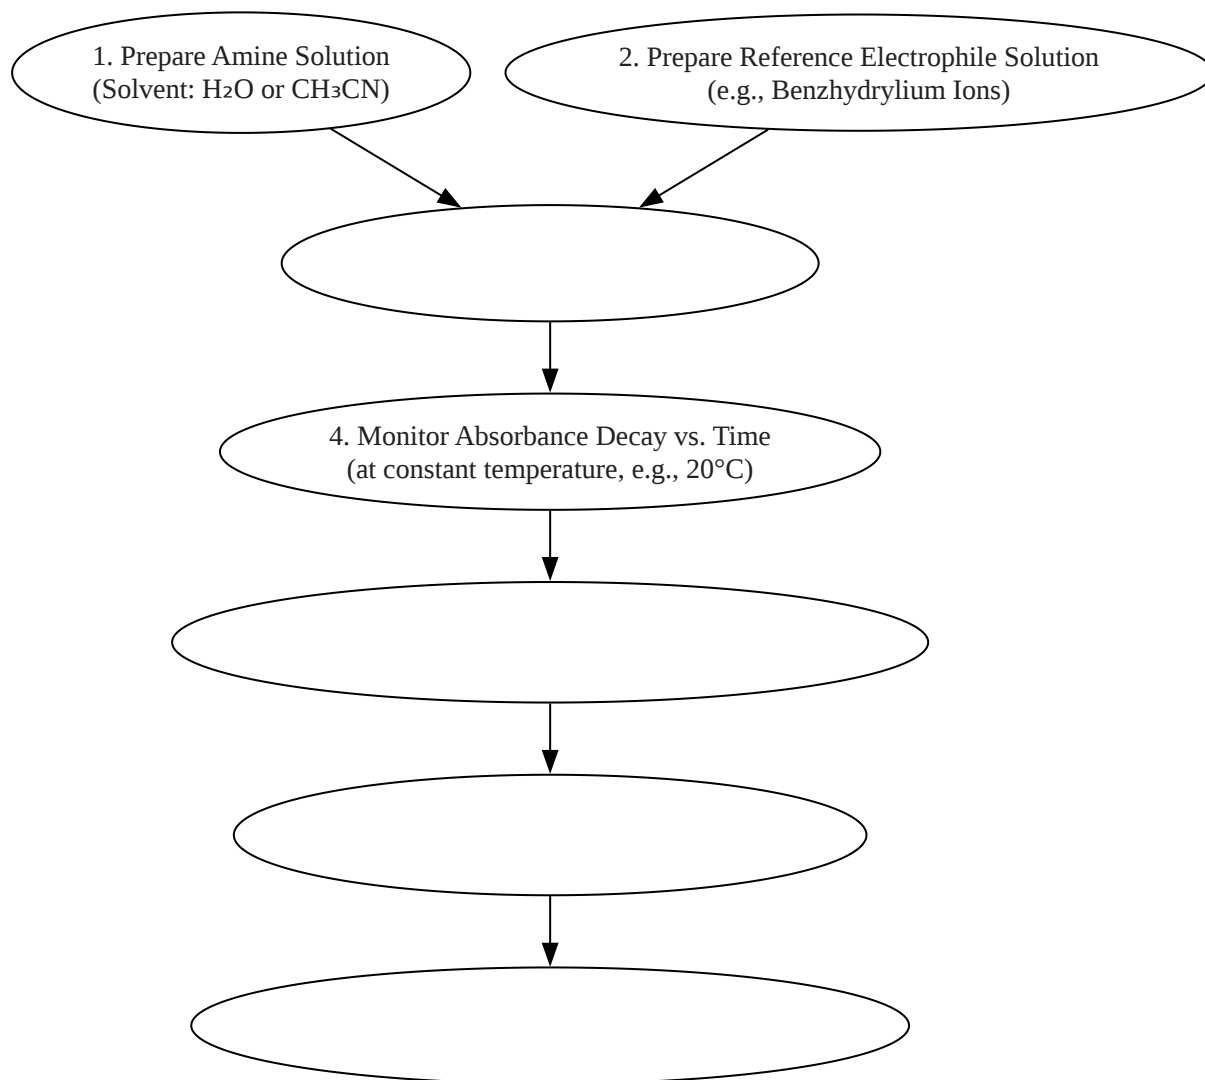 1. Prepare Amine Solution
(Solvent: H₂O or CH₃CN)
2. Prepare Reference Electrophile Solution
(e.g., Benzhydrylium Ions)
4. Monitor Absorbance Decay vs. Time
(at constant temperature, e.g., 20°C)